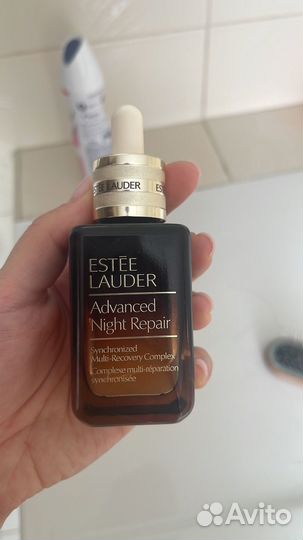 ESTĒE LAUDER
ESTĒE
LAUDER
Advanced
Night Repair
Synchronized
Multi-Recovery Complex
Complexe multi-réparation
synchronisée
Avito